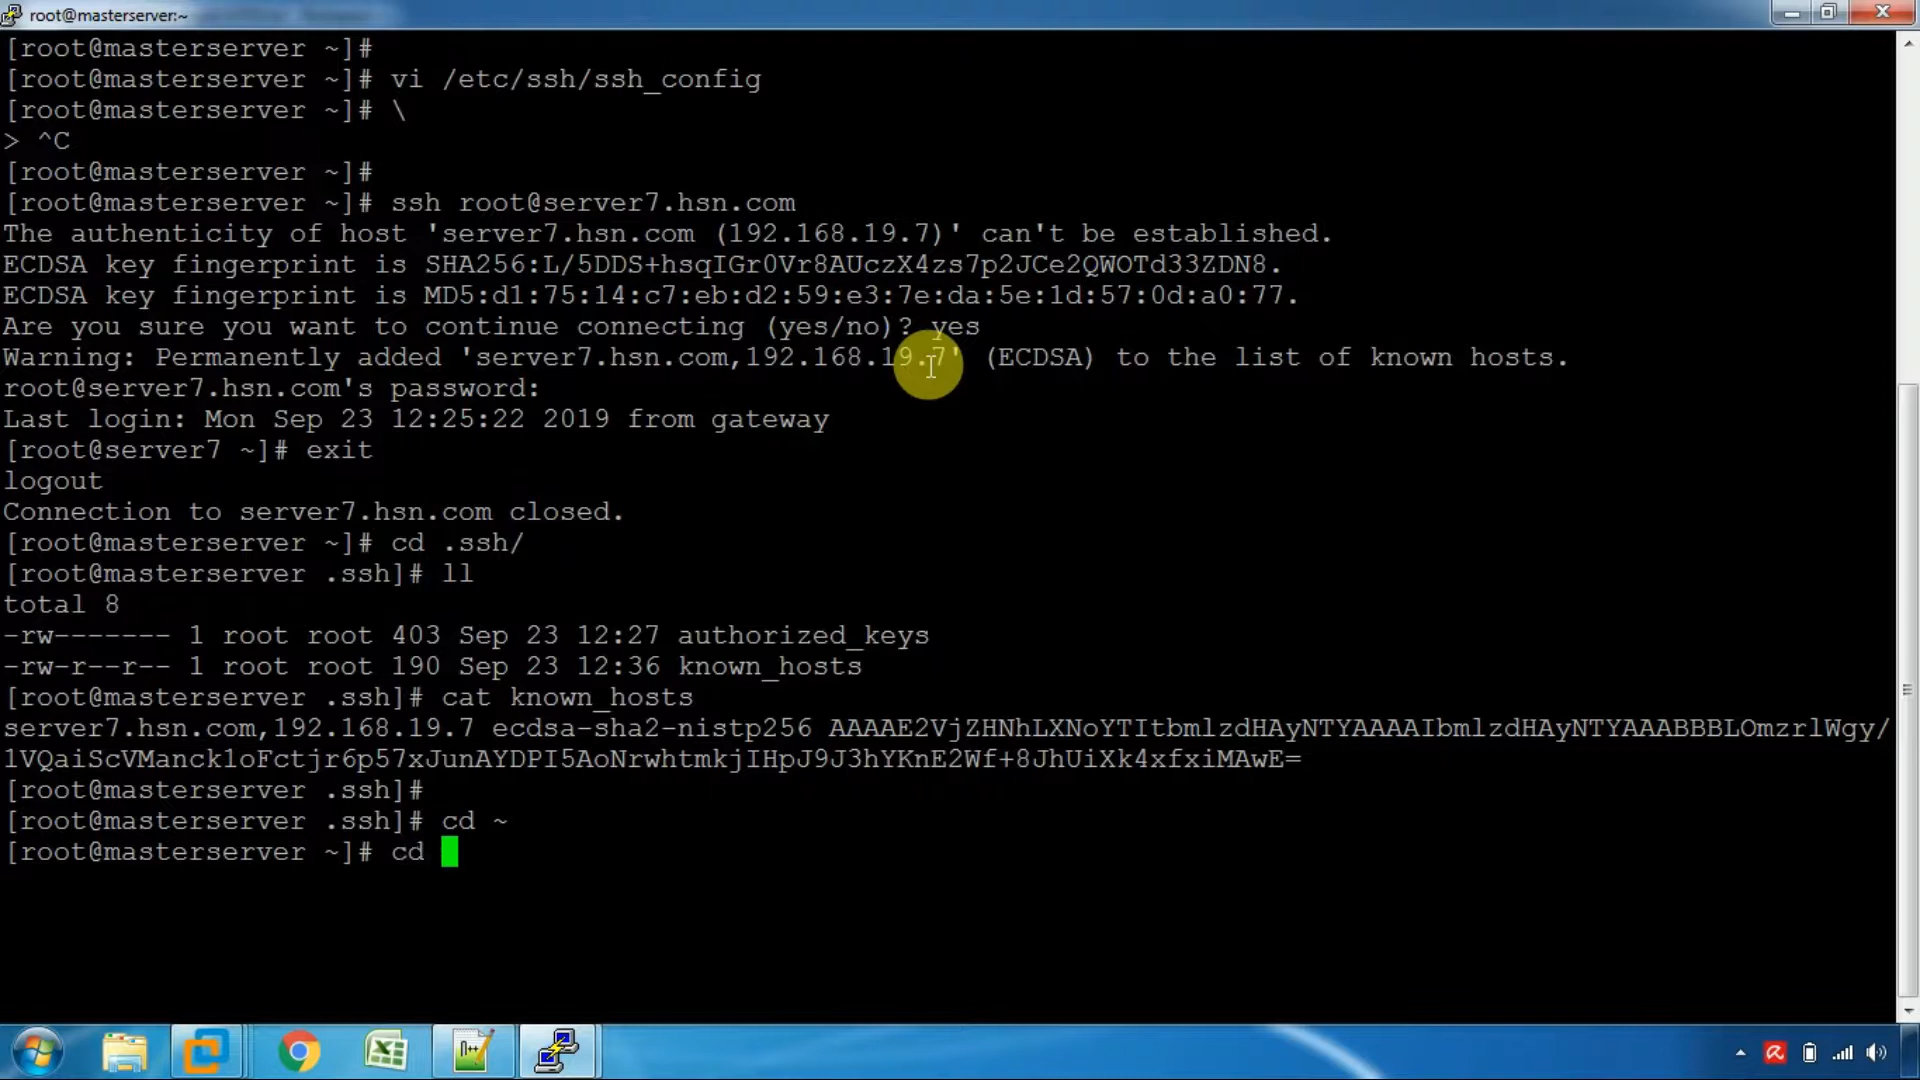 root@masterserver:~
[root@masterserver ~]#
[root@masterserver ~]# vi /etc/ssh/ssh_config
[root@masterserver ~]# \
> ^C
[root@masterserver ~]#
[root@masterserver ~]# ssh root@server7.hsn.com
The authenticity of host 'server7.hsn.com (192.168.19.7)' can't be established.
ECDSA key fingerprint is SHA256:L/5DDS+hsqIGr0Vr8AUczX4zs7p2JCe2QWOTd33ZDN8.
ECDSA key fingerprint is MD5:d1:75:14:c7:eb:d2:59:e3:7e:da:5e:1d:57:0d:a0:77.
Are you sure you want to continue connecting (yes/no)? yes
Warning: Permanently added 'server7.hsn.com,192.168.19.7' (ECDSA) to the list of known hosts.
root@server7.hsn.com's password:
Last login: Mon Sep 23 12:25:22 2019 from gateway
[root@server7 ~]# exit
logout
Connection to server7.hsn.com closed.
[root@masterserver ~]# cd .ssh/
[root@masterserver .ssh]# ll
total 8
-rw------- 1 root root 403 Sep 23 12:27 authorized_keys
-rw-r--r-- 1 root root 190 Sep 23 12:36 known_hosts
[root@masterserver .ssh]# cat known_hosts
server7.hsn.com,192.168.19.7 ecdsa-sha2-nistp256 AAAAE2VjZHNhLXNoYTItbmlzdHAyNTYAAAAIbmlzdHAyNTYAAABBBLOmzrlWgy/
1VQaiScVManck1oFctjr6p57xJunAYDPI5AoNrwhtmkjIHpJ9J3hYKnE2Wf+8JhUiXk4xfxiMAwE=
[root@masterserver .ssh]#
[root@masterserver .ssh]# cd ~
[root@masterserver ~]# cd